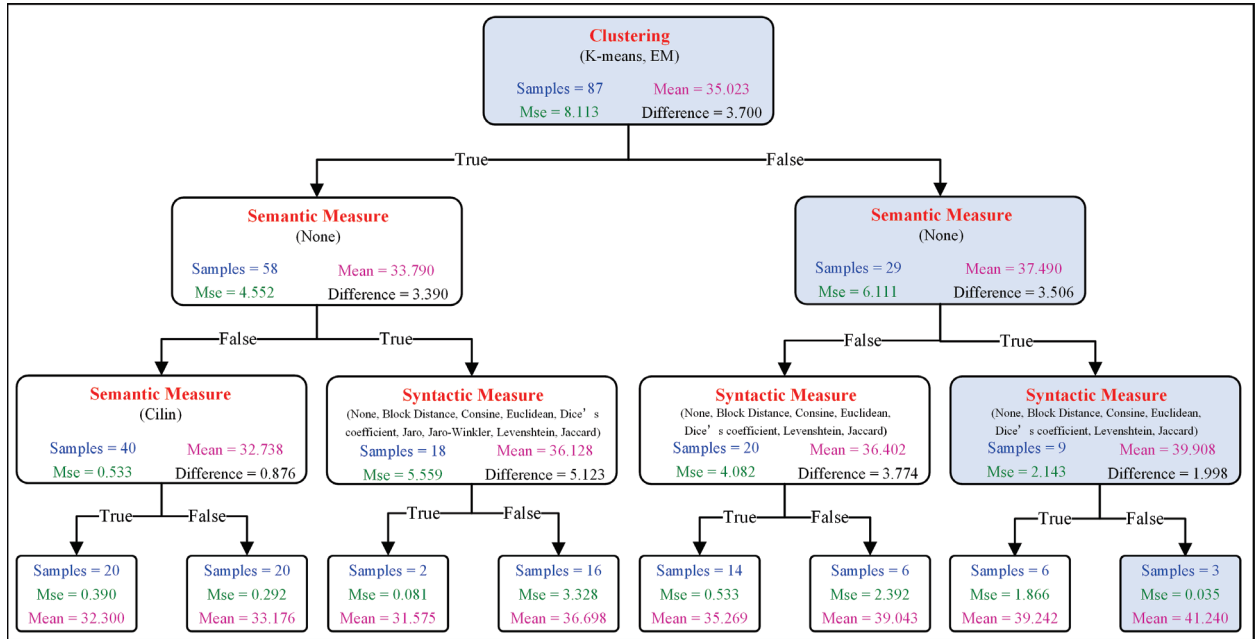 Clustering
(K-means, EM)
Samples = 87 Mean = 35.023
Mse = 8.113 Difference = 3.700
True False
Semantic Measure
(None)
Samples = 58 Mean = 33.790
Mse = 4.552 Difference = 3.390
Semantic Measure
(None)
Samples = 29 Mean = 37.490
Mse = 6.111 Difference = 3.506
False True False True
Semantic Measure
(Cilin)
Samples = 40 Mean = 32.738
Mse = 0.533 Difference = 0.876
Syntactic Measure
(None, Block Distance, Consine, Euclidean, Dice's
coefficient, Jaro, Jaro-Winkler, Levenshtein, Jaccard)
Samples = 18 Mean = 36.128
Mse = 5.559 Difference = 5.123
Syntactic Measure
(None, Block Distance, Consine, Euclidean,
Dice's coefficient, Levenshtein, Jaccard)
Samples = 20 Mean = 36.402
Mse = 4.082 Difference = 3.774
Syntactic Measure
(None, Block Distance, Consine, Euclidean,
Dice's coefficient, Levenshtein, Jaccard)
Samples = 9 Mean = 39.908
Mse = 2.143 Difference = 1.998
True False True False True False True False
Samples = 20
Mse = 0.390
Mean = 32.300
Samples = 20
Mse = 0.292
Mean = 33.176
Samples = 2
Mse = 0.081
Mean = 31.575
Samples = 16
Mse = 3.328
Mean = 36.698
Samples = 14
Mse = 0.533
Mean = 35.269
Samples = 6
Mse = 2.392
Mean = 39.043
Samples = 6
Mse = 1.866
Mean = 39.242
Samples = 3
Mse = 0.035
Mean = 41.240